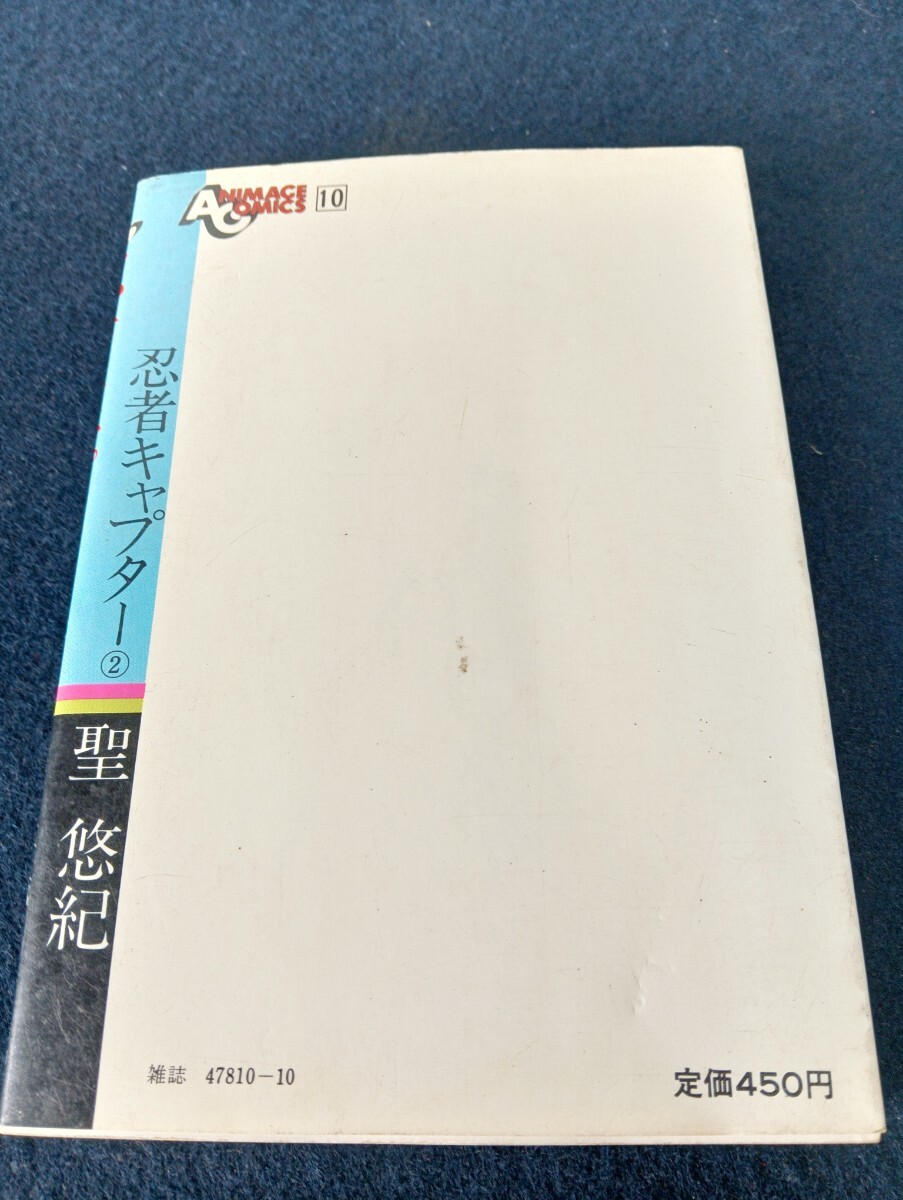 ANIMAGE COMICS 10
忍者キャプター②
聖 悠紀
雑誌 47810-10
定価450円